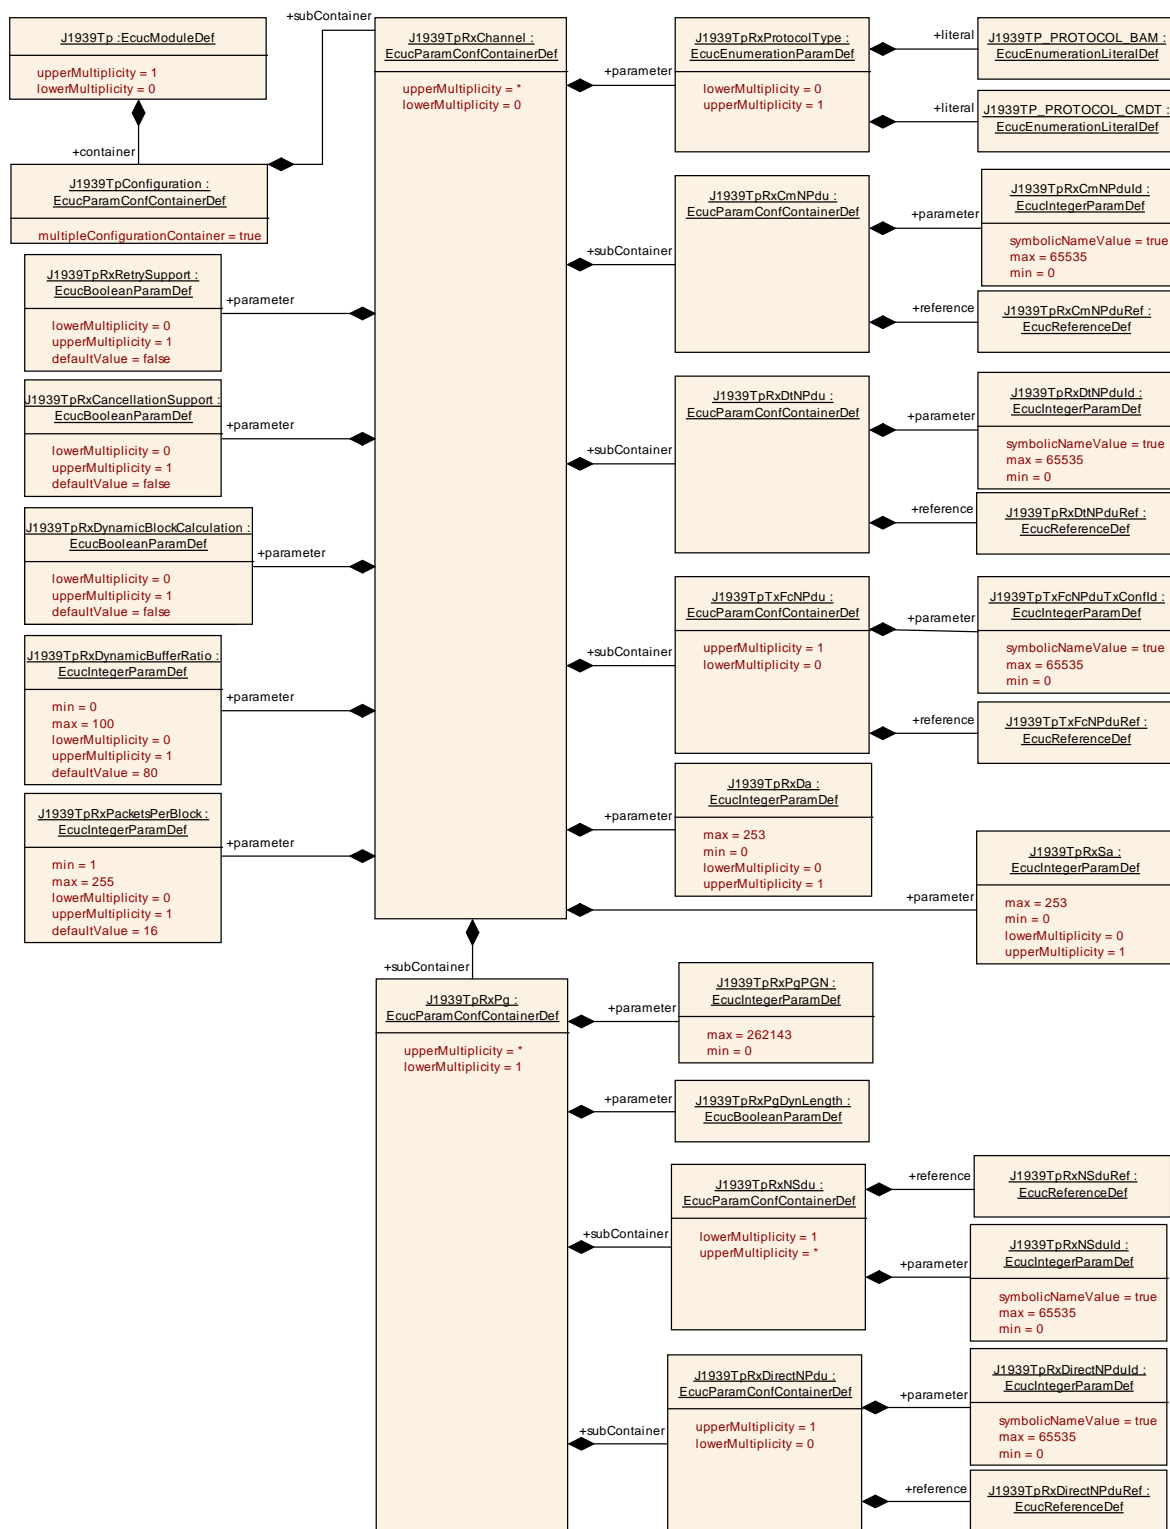 J1939Tp :EcucModuleDef
upperMultiplicity = 1
lowerMultiplicity = 0
+container
J1939TpConfiguration :
EcucParamConfContainerDef
multipleConfigurationContainer = true
+subContainer
J1939TpRxChannel :
EcucParamConfContainerDef
upperMultiplicity = *
lowerMultiplicity = 0
+parameter
J1939TpRxProtocolType :
EcucEnumerationParamDef
lowerMultiplicity = 0
upperMultiplicity = 1
+literal
J1939TP_PROTOCOL_BAM :
EcucEnumerationLiteralDef
+literal
J1939TP_PROTOCOL_CMDT :
EcucEnumerationLiteralDef
+subContainer
J1939TpRxCmNPdu :
EcucParamConfContainerDef
+parameter
J1939TpRxCmNPduId :
EcucIntegerParamDef
symbolicNameValue = true
max = 65535
min = 0
+reference
J1939TpRxCmNPduRef :
EcucReferenceDef
+parameter
J1939TpRxRetrySupport :
EcucBooleanParamDef
lowerMultiplicity = 0
upperMultiplicity = 1
defaultValue = false
+parameter
J1939TpRxCancellationSupport :
EcucBooleanParamDef
lowerMultiplicity = 0
upperMultiplicity = 1
defaultValue = false
+subContainer
J1939TpRxDtNPdu :
EcucParamConfContainerDef
+parameter
J1939TpRxDtNPduId :
EcucIntegerParamDef
symbolicNameValue = true
max = 65535
min = 0
+reference
J1939TpRxDtNPduRef :
EcucReferenceDef
+parameter
J1939TpRxDynamicBlockCalculation :
EcucBooleanParamDef
lowerMultiplicity = 0
upperMultiplicity = 1
defaultValue = false
+subContainer
J1939TpTxFcNPdu :
EcucParamConfContainerDef
upperMultiplicity = 1
lowerMultiplicity = 0
+parameter
J1939TpTxFcNPduTxConfId :
EcucIntegerParamDef
symbolicNameValue = true
max = 65535
min = 0
+reference
J1939TpTxFcNPduRef :
EcucReferenceDef
+parameter
J1939TpRxDynamicBufferRatio :
EcucIntegerParamDef
min = 0
max = 100
lowerMultiplicity = 0
upperMultiplicity = 1
defaultValue = 80
+parameter
J1939TpRxPacketsPerBlock :
EcucIntegerParamDef
min = 1
max = 255
lowerMultiplicity = 0
upperMultiplicity = 1
defaultValue = 16
+parameter
J1939TpRxDa :
EcucIntegerParamDef
max = 253
min = 0
lowerMultiplicity = 0
upperMultiplicity = 1
+parameter
J1939TpRxSa :
EcucIntegerParamDef
max = 253
min = 0
lowerMultiplicity = 0
upperMultiplicity = 1
+subContainer
J1939TpRxPg :
EcucParamConfContainerDef
upperMultiplicity = *
lowerMultiplicity = 1
+parameter
J1939TpRxPgPGN :
EcucIntegerParamDef
max = 262143
min = 0
+parameter
J1939TpRxPgDynLength :
EcucBooleanParamDef
+subContainer
J1939TpRxNSdu :
EcucParamConfContainerDef
lowerMultiplicity = 1
upperMultiplicity = *
+reference
J1939TpRxNSduRef :
EcucReferenceDef
+parameter
J1939TpRxNSduId :
EcucIntegerParamDef
symbolicNameValue = true
max = 65535
min = 0
+subContainer
J1939TpRxDirectNPdu :
EcucParamConfContainerDef
upperMultiplicity = 1
lowerMultiplicity = 0
+parameter
J1939TpRxDirectNPduId :
EcucIntegerParamDef
symbolicNameValue = true
max = 65535
min = 0
+reference
J1939TpRxDirectNPduRef :
EcucReferenceDef